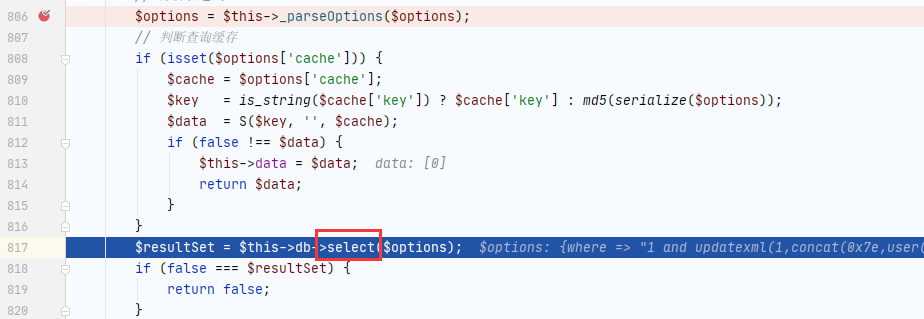 806 $options = $this->_parseOptions($options);
807 // 判断查询缓存
808 if (isset($options['cache'])) {
809 $cache = $options['cache'];
810 $key = is_string($cache['key']) ? $cache['key'] : md5(serialize($options));
811 $data = S($key, '', $cache);
812 if (false !== $data) {
813 $this->data = $data; data: [0]
814 return $data;
815 }
816 }
817 $resultSet = $this->db->select($options); $options: {where => "1 and updatexml(1,concat(0x7e,user(
818 if (false === $resultSet) {
819 return false;
820 }